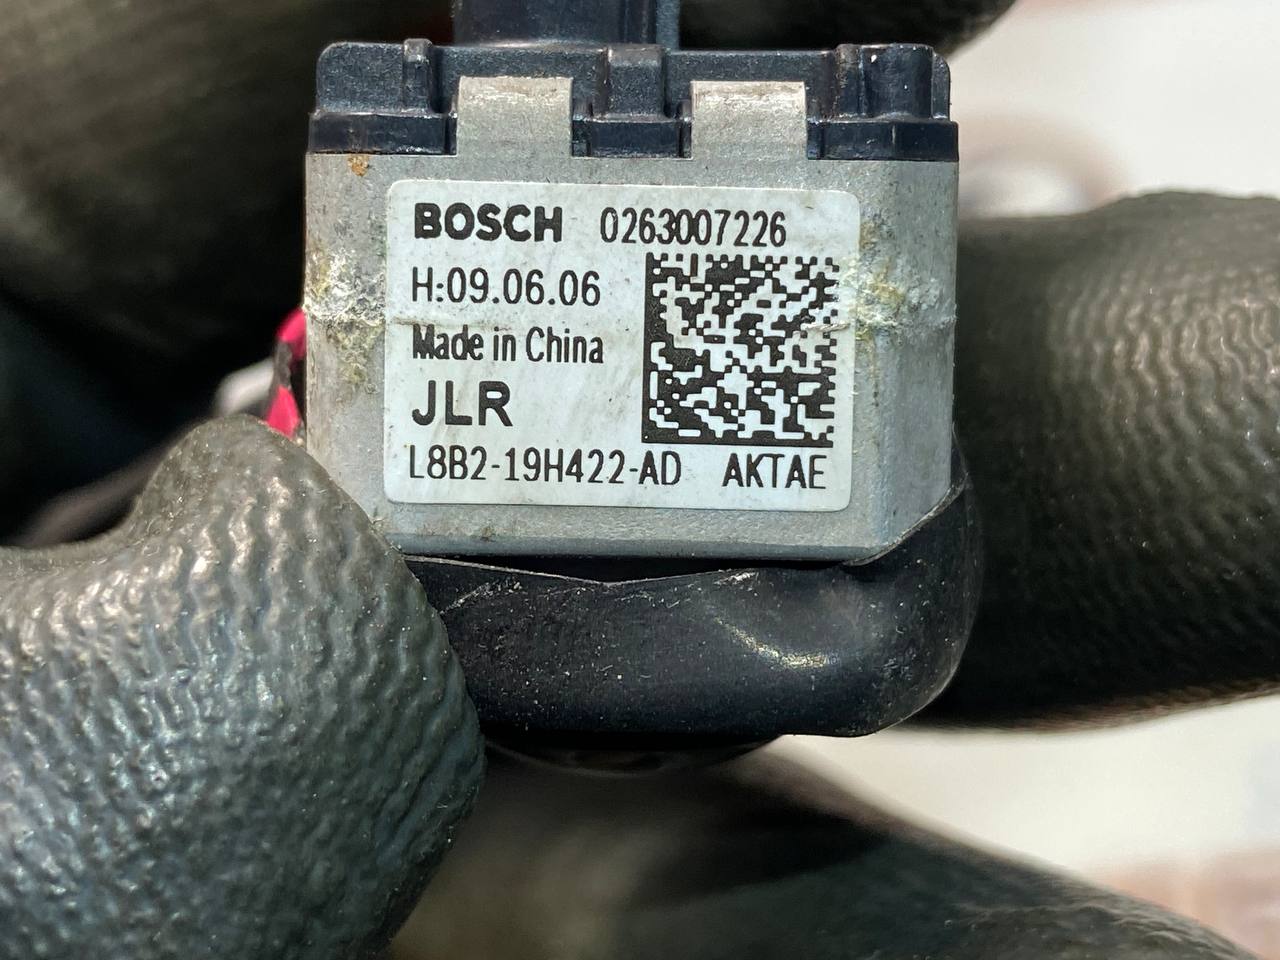 BOSCH 0263007226
H:09.06.06
Made in China
JLR
L8B2-19H422-AD AKTAE